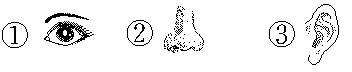 ① ② ③